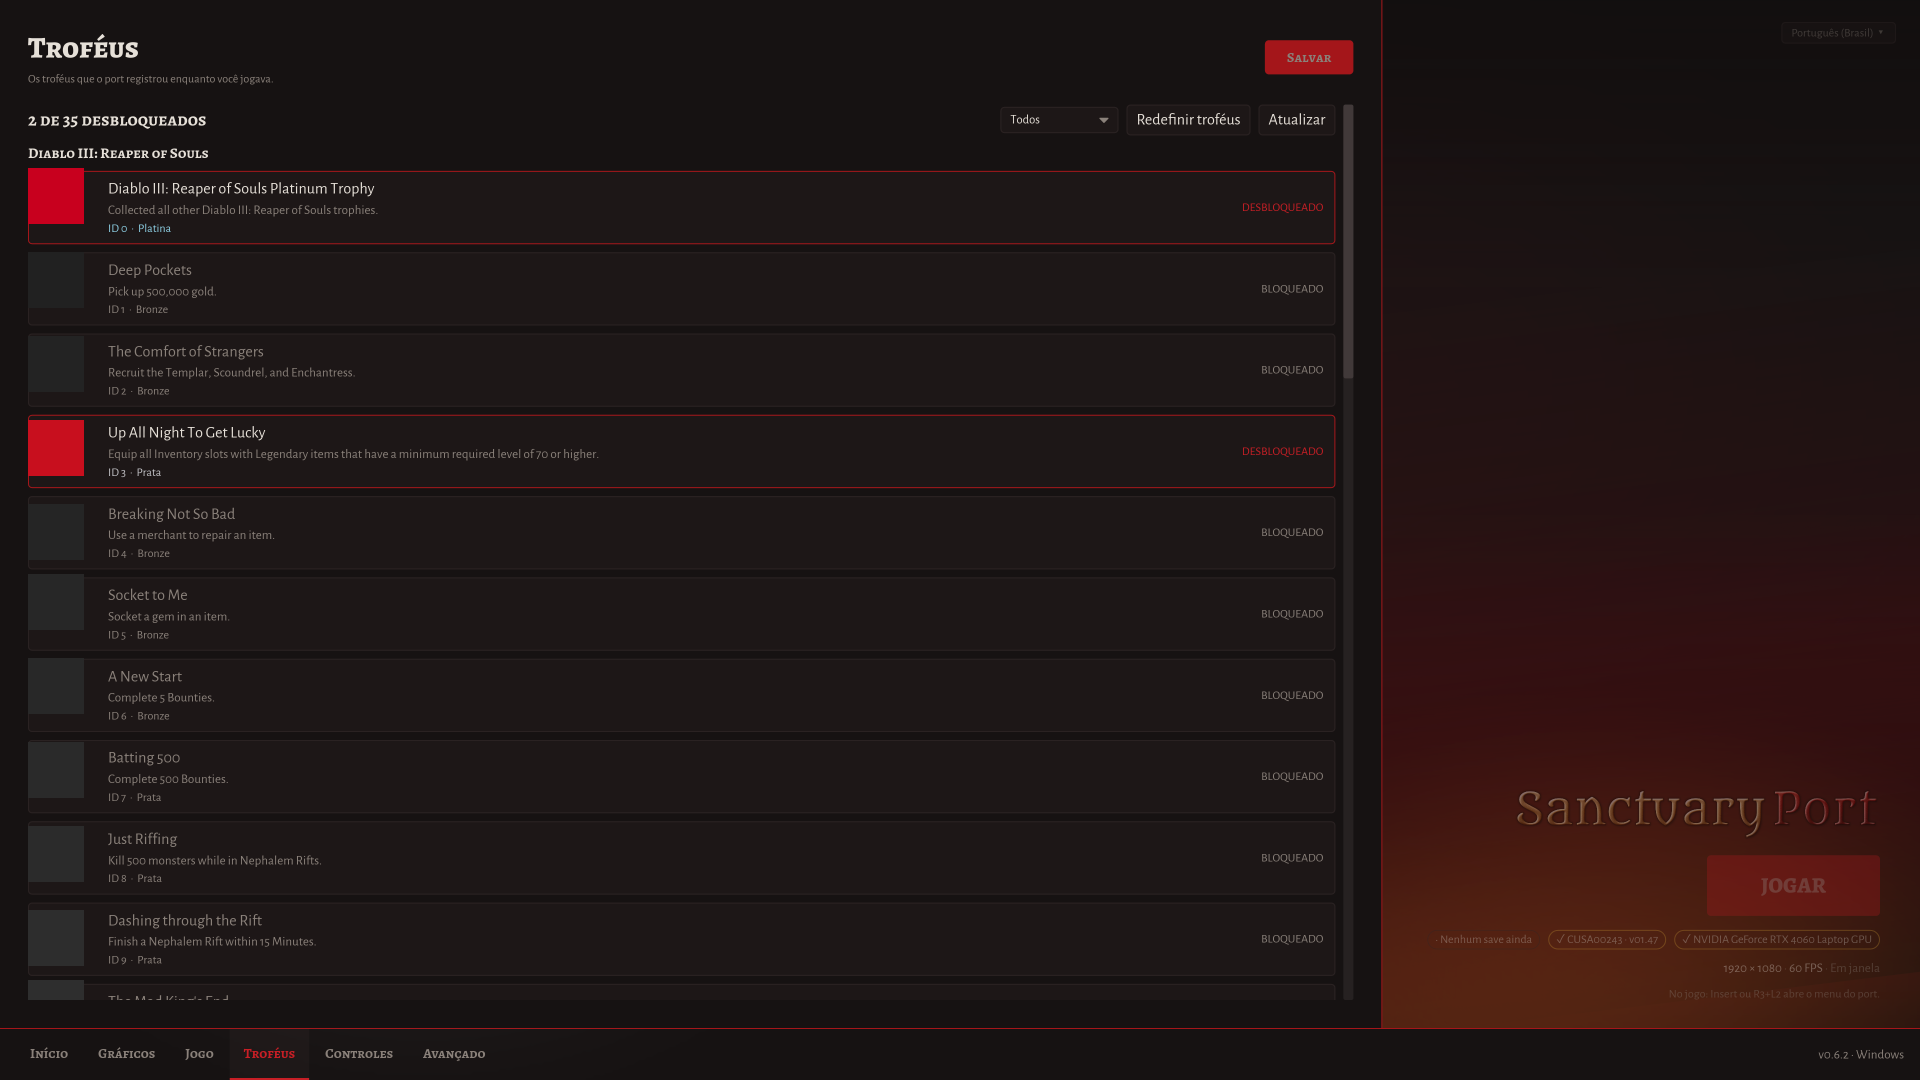 Troféus
Os troféus que o port registrou enquanto você jogava.
Salvar
Português (Brasil)
2 de 35 desbloqueados
Todos
Redefinir troféus
Atualizar
Diablo III: Reaper of Souls
Diablo III: Reaper of Souls Platinum Trophy
Collected all other Diablo III: Reaper of Souls trophies.
ID 0 · Platina
DESBLOQUEADO
Deep Pockets
Pick up 500,000 gold.
ID 1 · Bronze
BLOQUEADO
The Comfort of Strangers
Recruit the Templar, Scoundrel, and Enchantress.
ID 2 · Bronze
BLOQUEADO
Up All Night To Get Lucky
Equip all Inventory slots with Legendary items that have a minimum required level of 70 or higher.
ID 3 · Prata
DESBLOQUEADO
Breaking Not So Bad
Use a merchant to repair an item.
ID 4 · Bronze
BLOQUEADO
Socket to Me
Socket a gem in an item.
ID 5 · Bronze
BLOQUEADO
A New Start
Complete 5 Bounties.
ID 6 · Bronze
BLOQUEADO
Batting 500
Complete 500 Bounties.
ID 7 · Prata
BLOQUEADO
Just Riffing
Kill 500 monsters while in Nephalem Rifts.
ID 8 · Prata
BLOQUEADO
Dashing through the Rift
Finish a Nephalem Rift within 15 Minutes.
ID 9 · Prata
BLOQUEADO
The Mad King's End
Sanctuary Port
JOGAR
· Nenhum save ainda
✓ CUSA00243 · v01.47
✓ NVIDIA GeForce RTX 4060 Laptop GPU
1920 × 1080 · 60 FPS · Em janela
No jogo: Insert ou R3+L2 abre o menu do port.
Início
Gráficos
Jogo
Troféus
Controles
Avançado
v0.6.2 · Windows